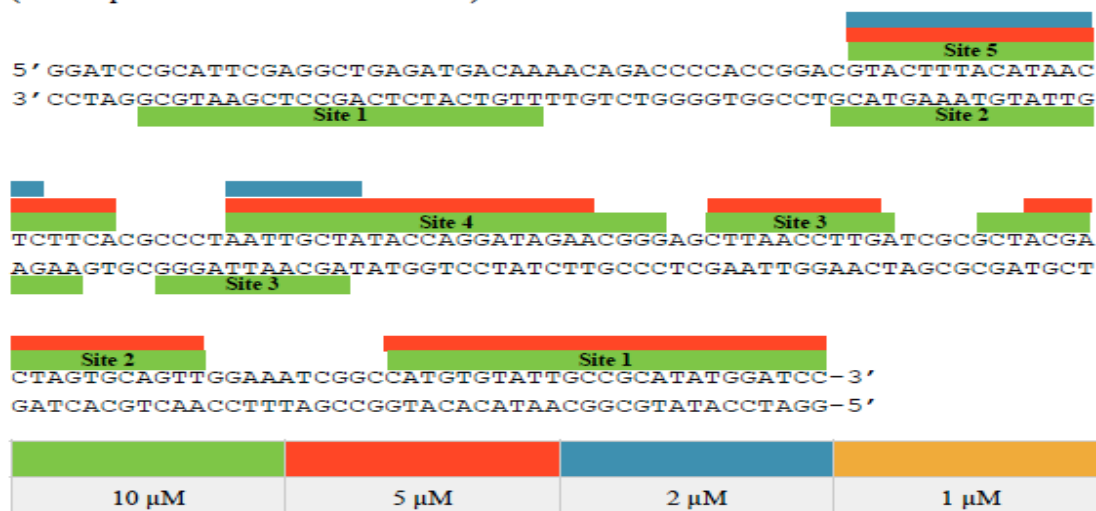 Site 5
5′GGATCCGCATTCGAGGCTGAGATGACAAAACAGACCCCACCGGACGTACTTTACATAAC
3′CCTAGGCGTAAGCTCCGACTCTACTGTTTTGTCTGGGGTGGCCTGCATGAAATGTATTG
Site 1 Site 2
Site 4 Site 3
TCTTCACGCCCTAATTGCTATACCAGGATAGAACGGGAGCTTAACCTTGATCGCGCTACGA
AGAAGTGCGGGATTAACGATATGGTCCTATCTTGCCCTCGAATTGGAACTAGCGCGATGCT
Site 3
Site 2 Site 1
CTAGTGCAGTTGGAAATCGGCCATGTGTATTGCCGCATATGGATCC-3′
GATCACGTCAACCTTTAGCCGGTACACATAACGGCGTATACCTAGG-5′
10 μM 5 μM 2 μM 1 μM